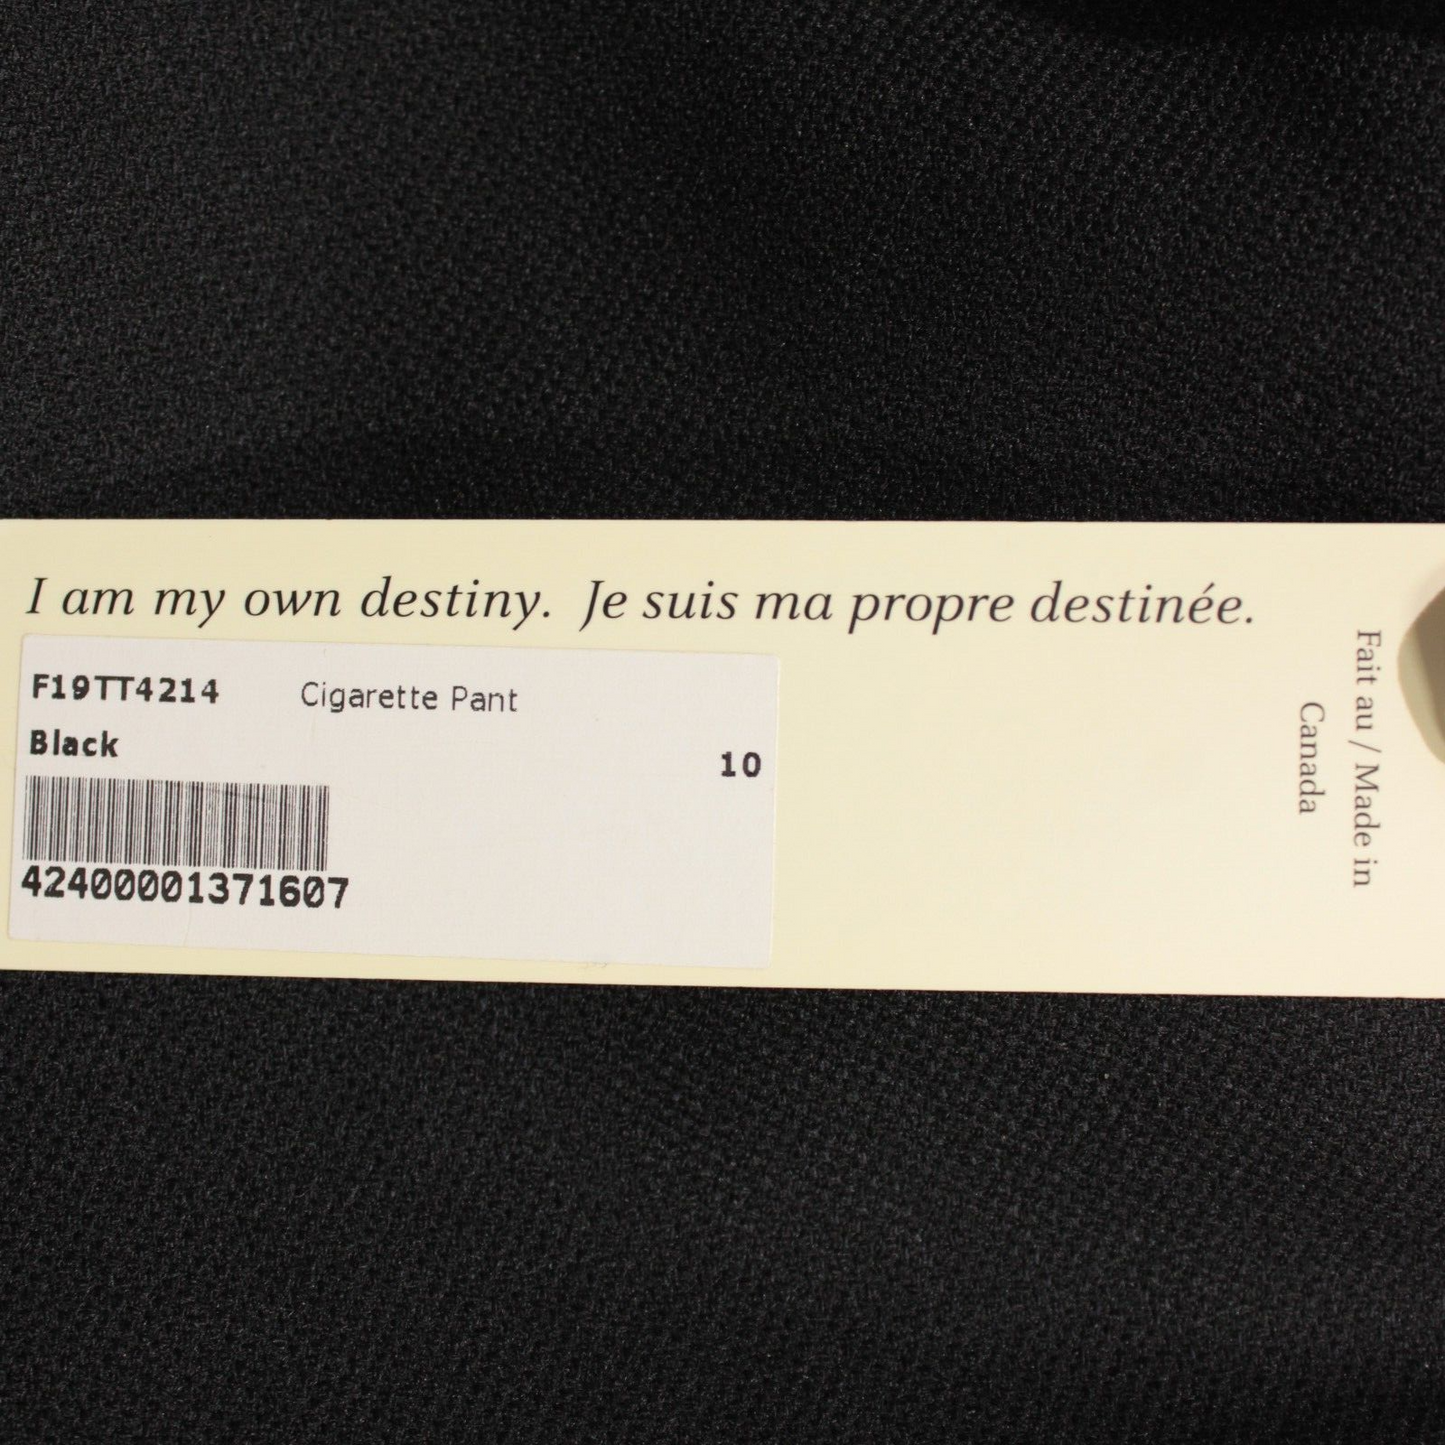 I am my own destiny. Je suis ma propre destinée.
F19TT4214 Cigarette Pant
Black
10
42400001371607
Fait au / Made in
Canada